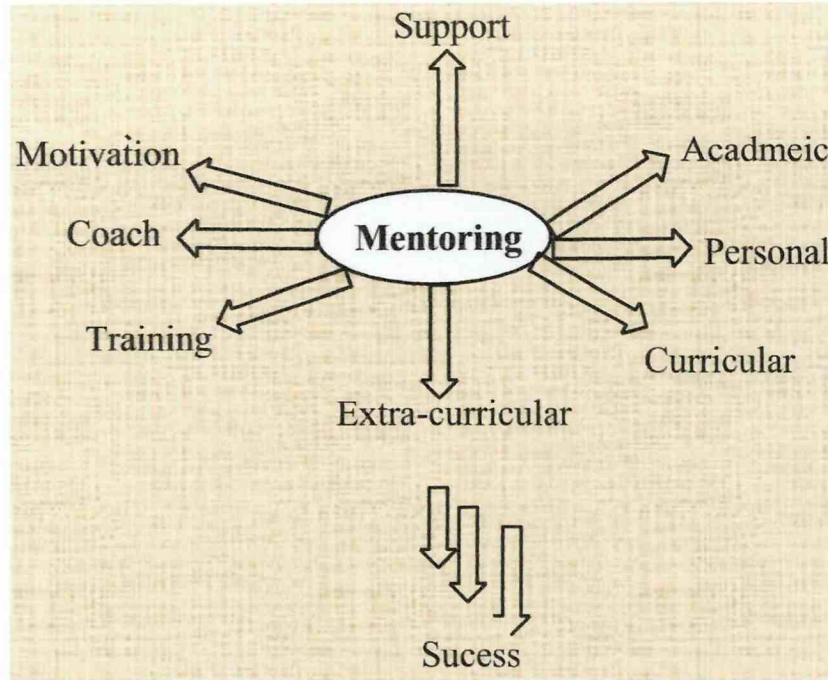 Support
Motivation
Acadmeic
Coach
Mentoring
Personal
Training
Curricular
Extra-curricular
Sucess